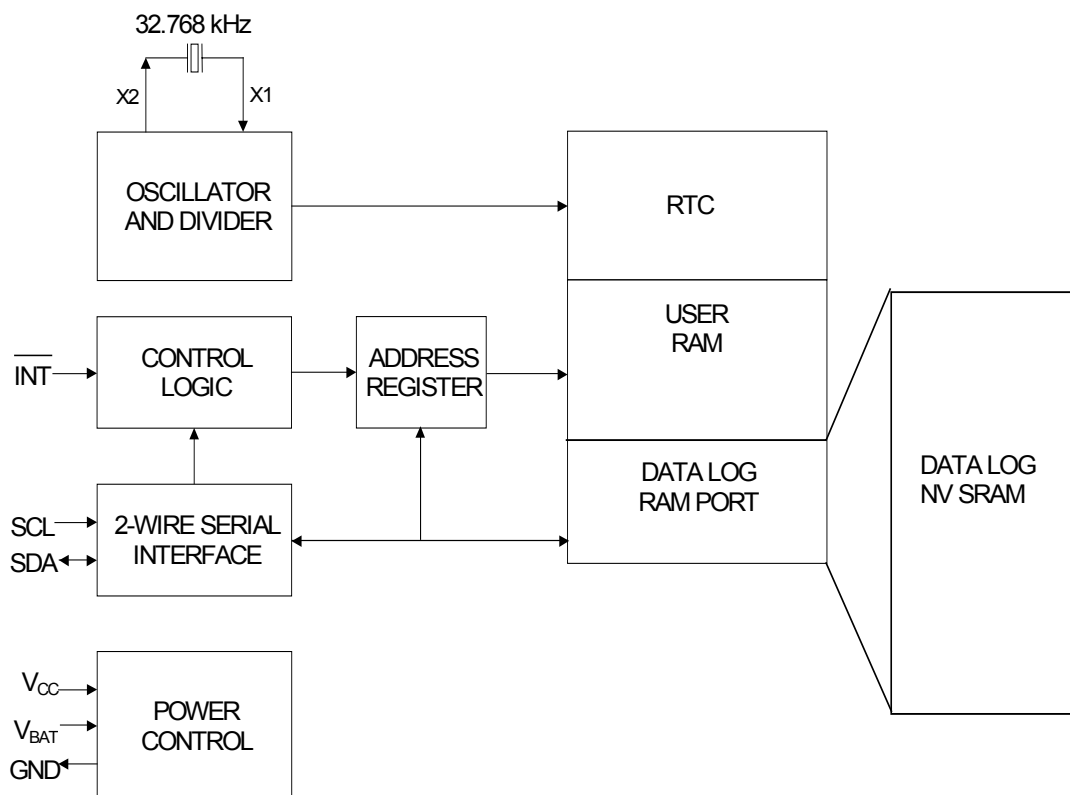 32.768 kHz
X2
X1
OSCILLATOR
AND DIVIDER
RTC
USER
RAM
INT
CONTROL
LOGIC
ADDRESS
REGISTER
DATA LOG
RAM PORT
DATA LOG
NV SRAM
SCL
SDA
2-WIRE SERIAL
INTERFACE
VCC
VBAT
GND
POWER
CONTROL